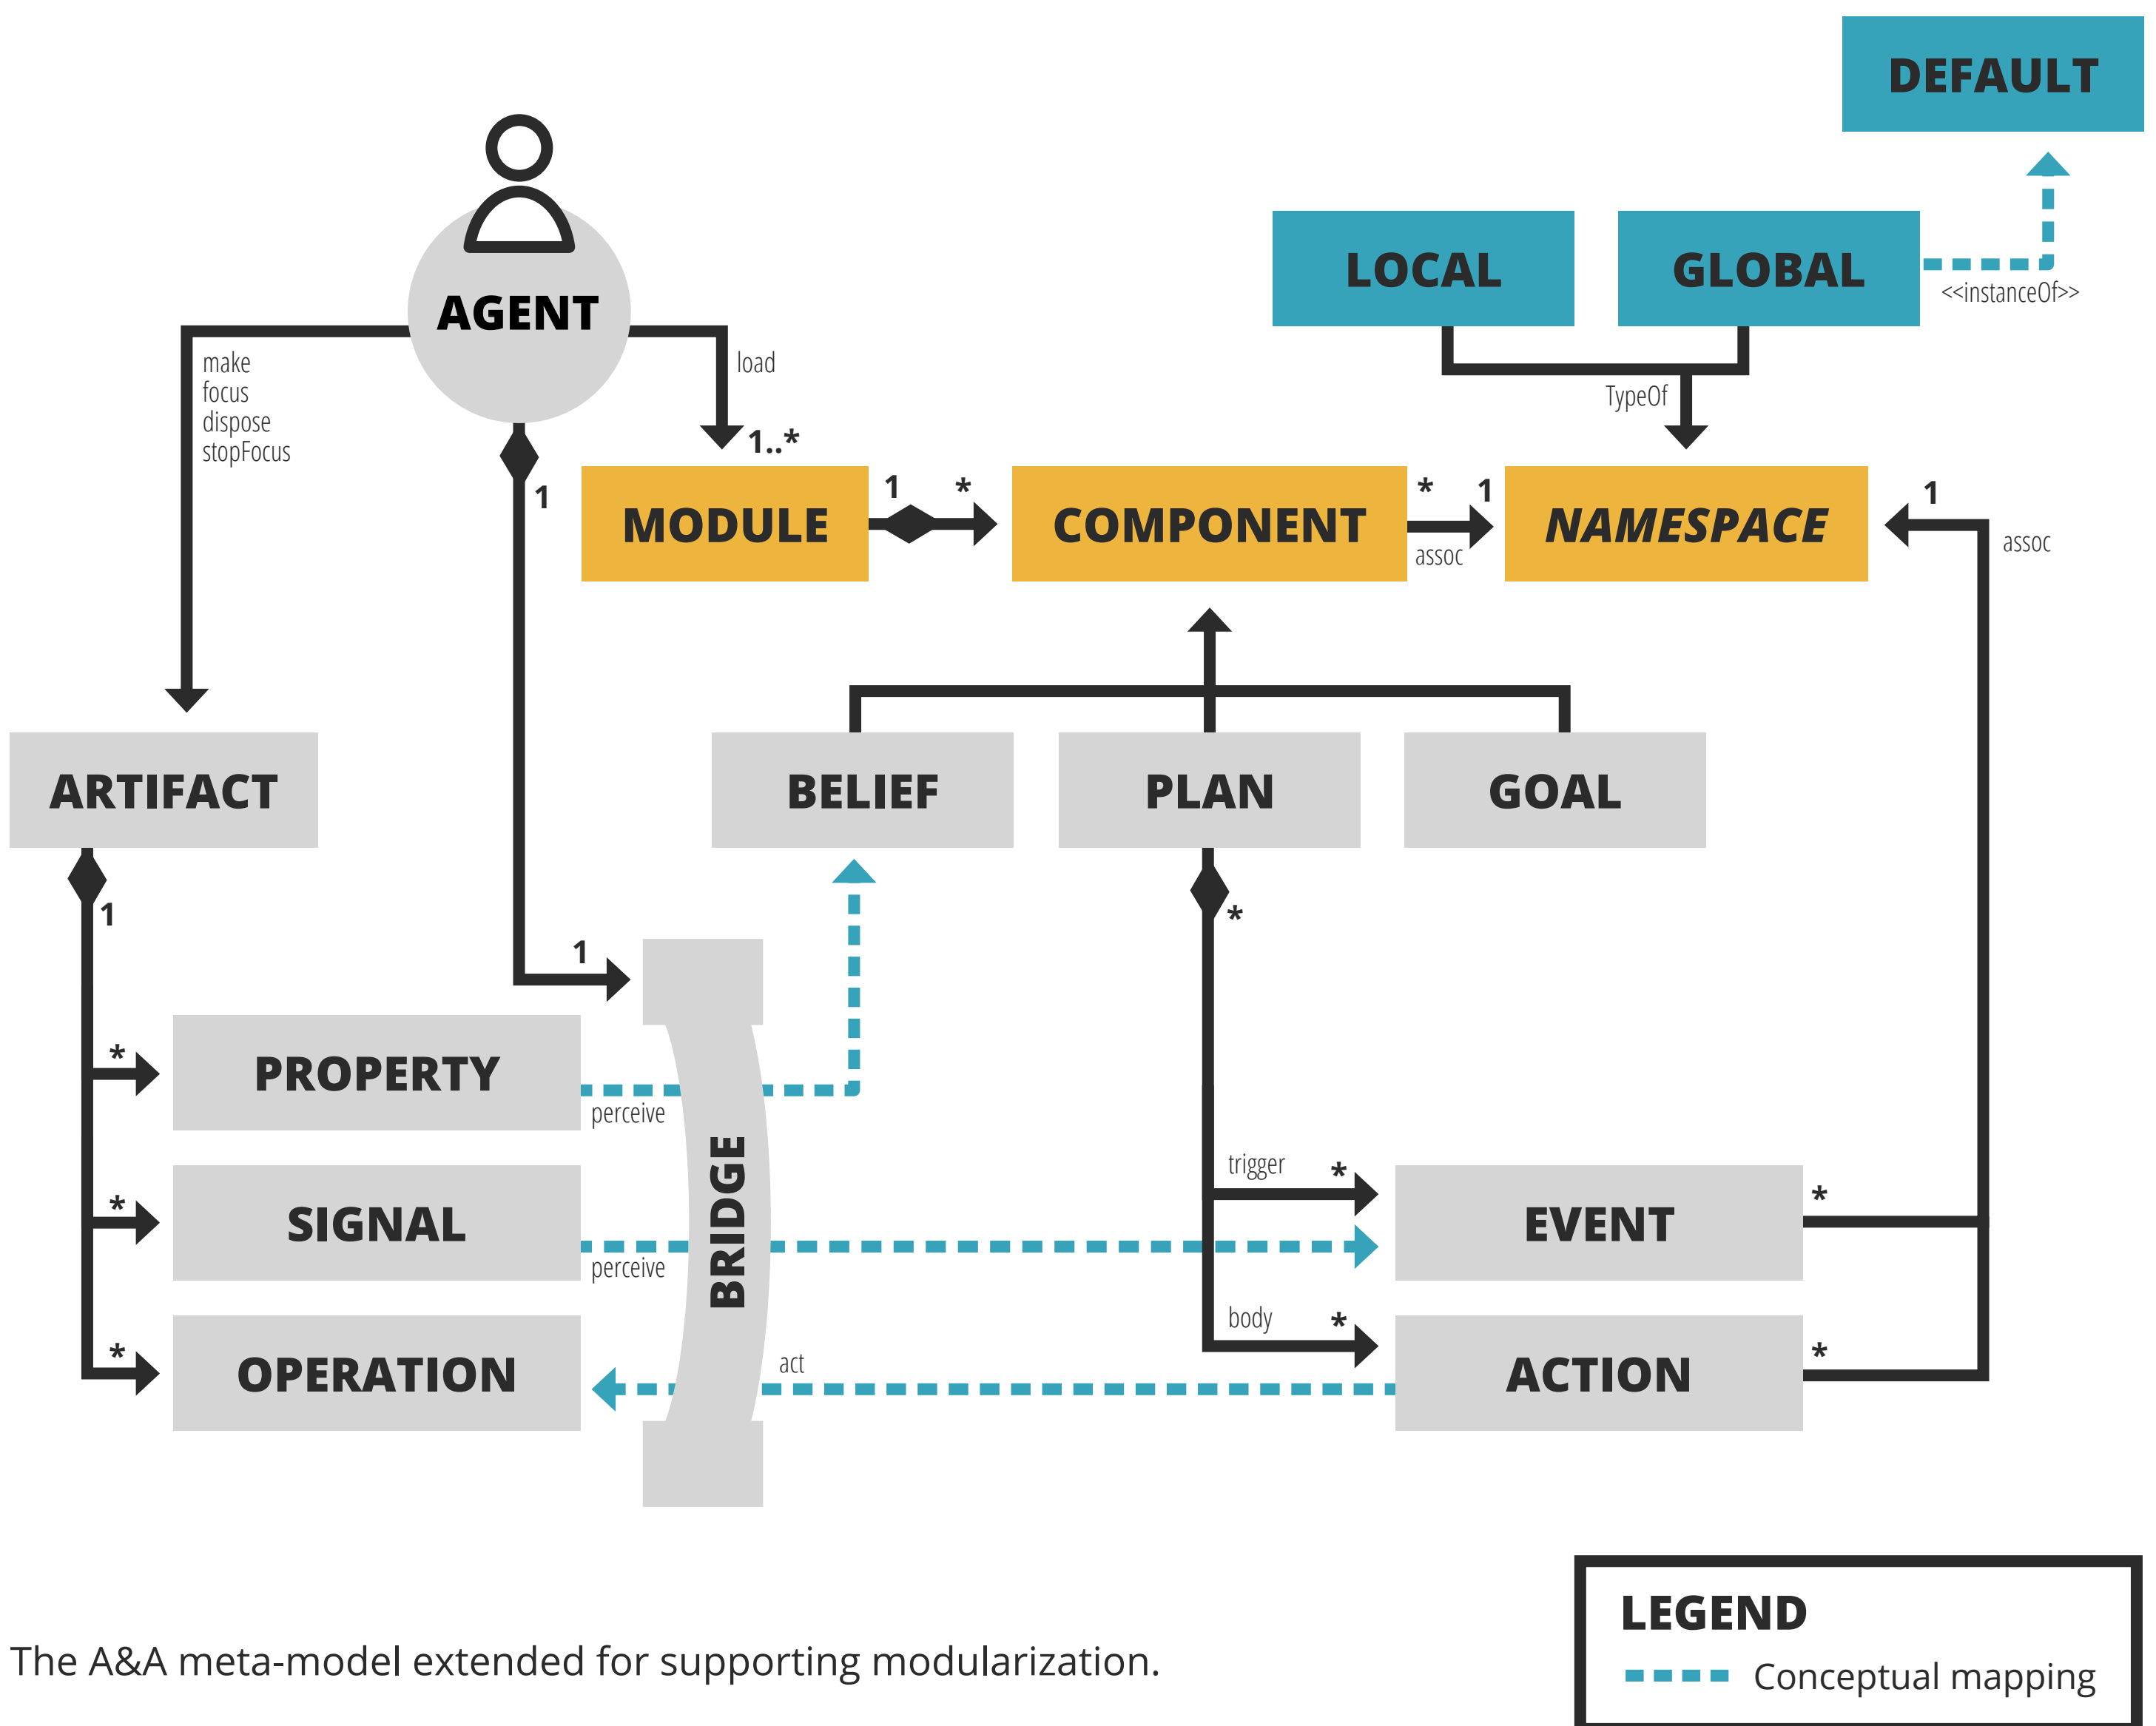 DEFAULT
LOCAL
GLOBAL
<<instanceOf>>
AGENT
make
focus
dispose
stopFocus
load
TypeOf
1..*
1
MODULE
1
*
COMPONENT
*
1
assoc
NAMESPACE
1
assoc
ARTIFACT
BELIEF
PLAN
GOAL
1
*
1
*
PROPERTY
perceive
BRIDGE
*
SIGNAL
perceive
trigger
*
EVENT
*
*
OPERATION
act
body
*
ACTION
*
LEGEND
Conceptual mapping
The A&A meta-model extended for supporting modularization.